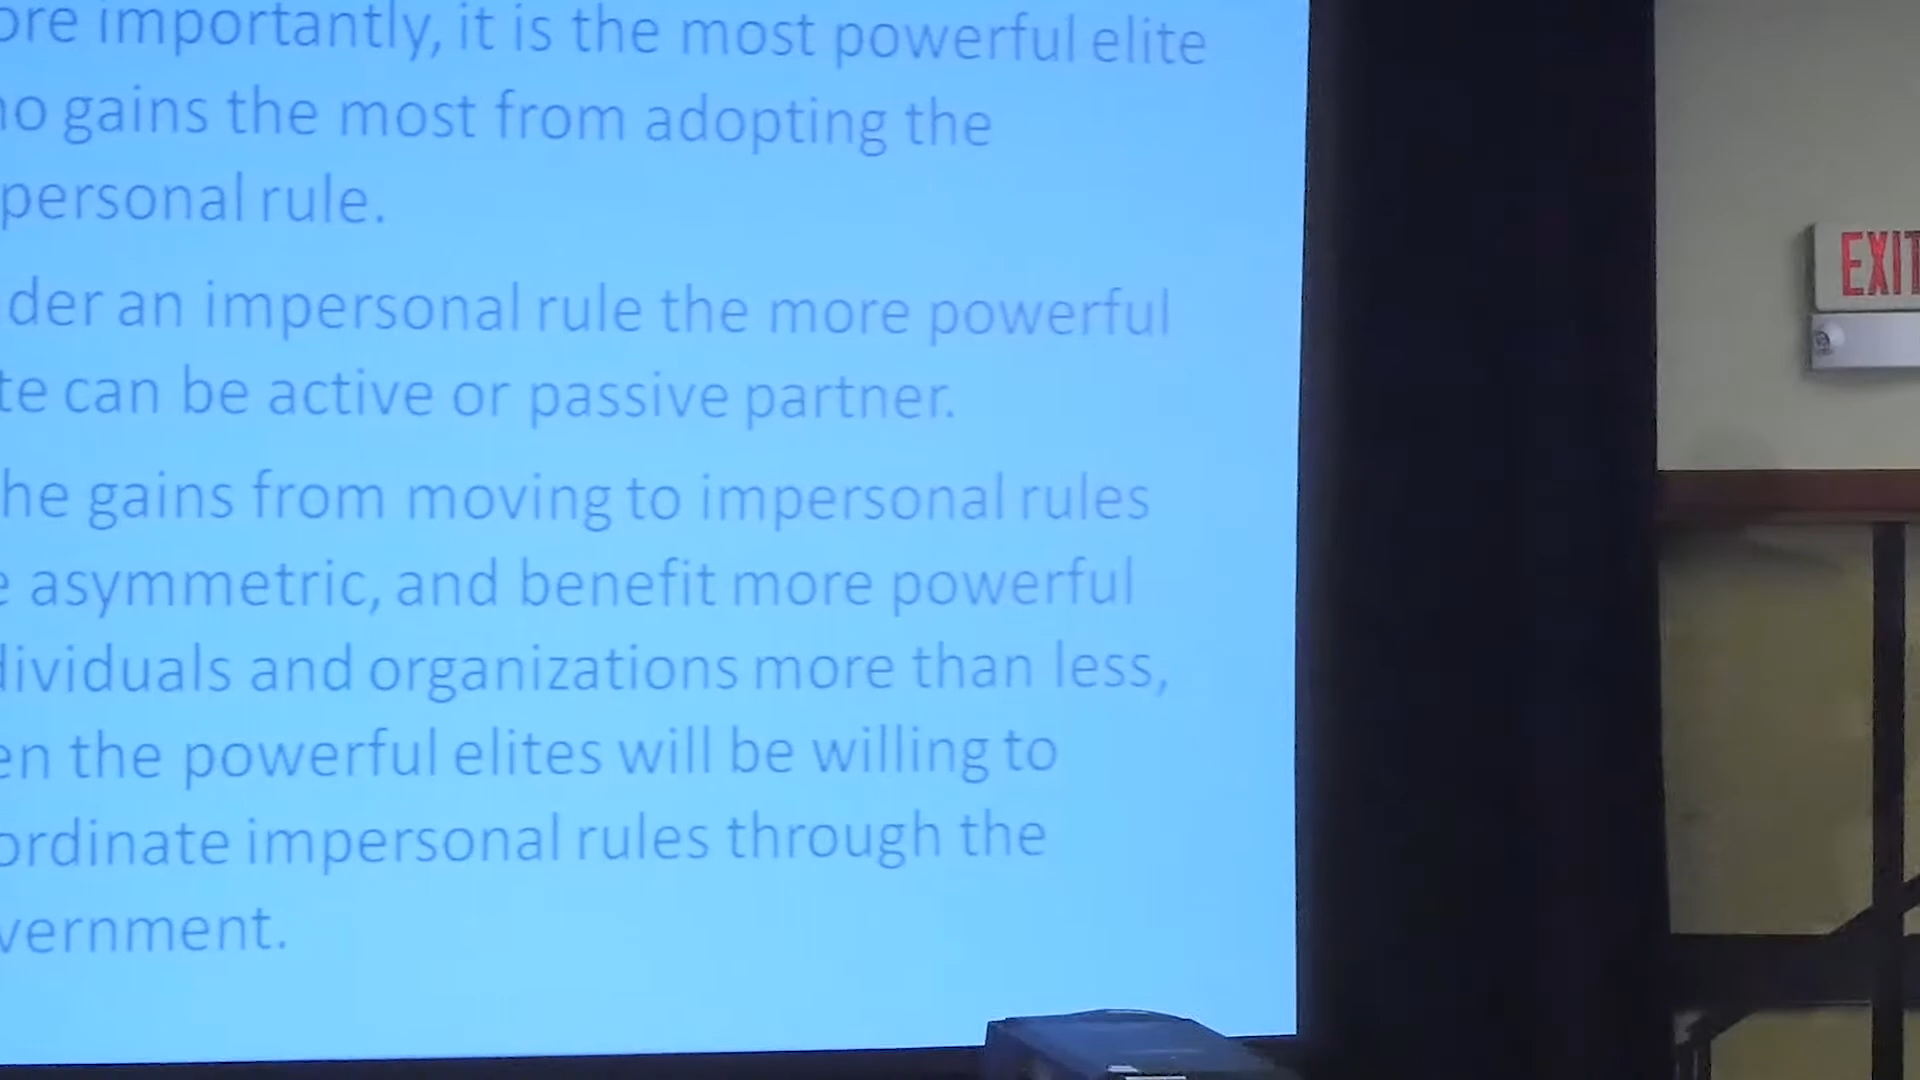 ore importantly, it is the most powerful elite
ho gains the most from adopting the
personal rule.
der an impersonal rule the more powerful
te can be active or passive partner.
he gains from moving to impersonal rules
e asymmetric, and benefit more powerful
dividuals and organizations more than less,
en the powerful elites will be willing to
ordinate impersonal rules through the
vernment.
EXIT